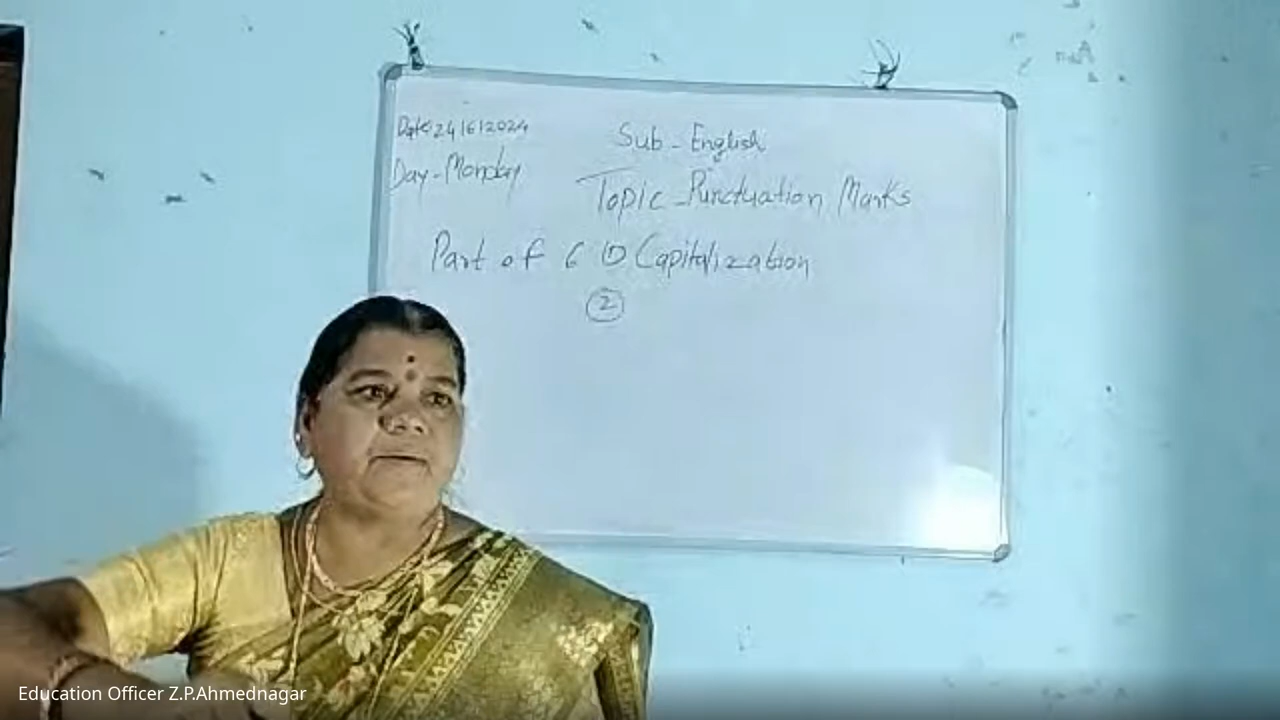 Date: 24/6/2024
Sub - English
Day - Monday
Topic - Punctuation Marks
Part of 6 ① Capitalization
②
Education Officer Z.P.Ahmednagar